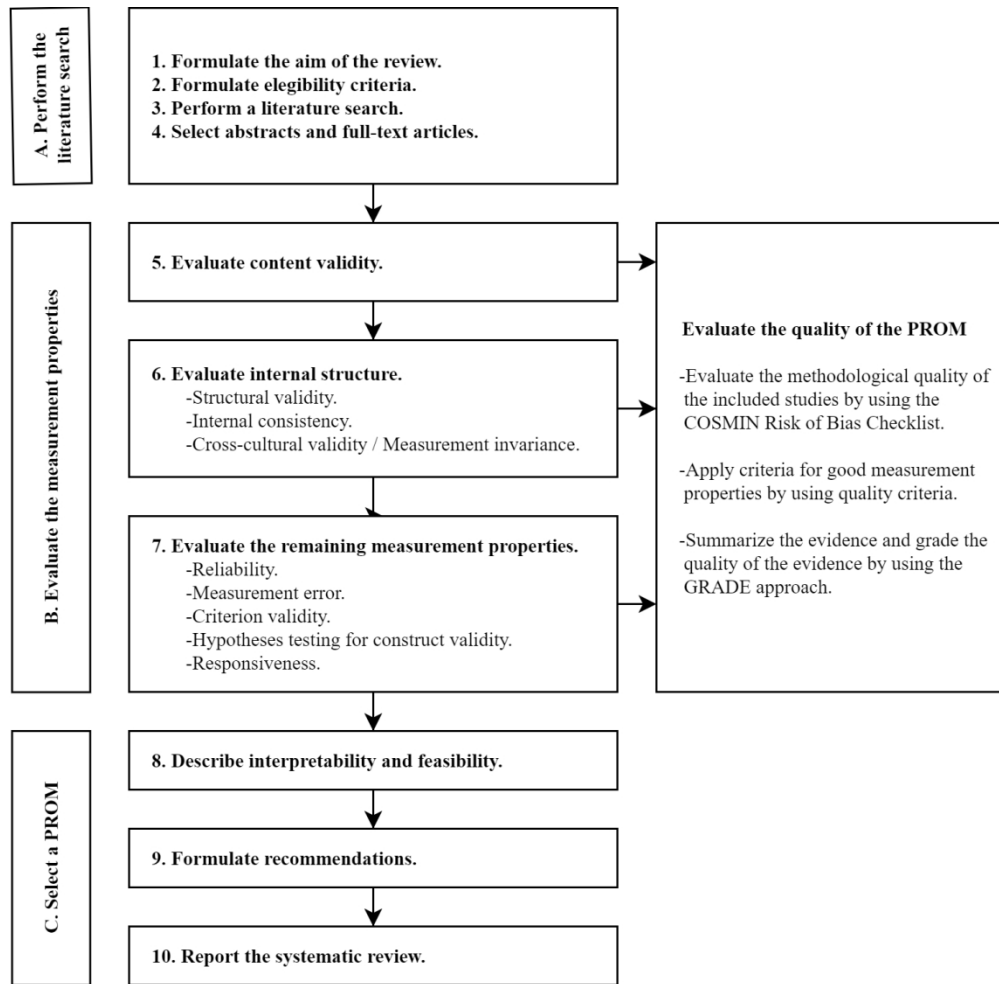 A. Perform the
literature search
1. Formulate the aim of the review.
2. Formulate elegibility criteria.
3. Perform a literature search.
4. Select abstracts and full-text articles.
B. Evaluate the measurement properties
5. Evaluate content validity.
6. Evaluate internal structure.
-Structural validity.
-Internal consistency.
-Cross-cultural validity / Measurement invariance.
7. Evaluate the remaining measurement properties.
-Reliability.
-Measurement error.
-Criterion validity.
-Hypotheses testing for construct validity.
-Responsiveness.
Evaluate the quality of the PROM
-Evaluate the methodological quality of
the included studies by using the
COSMIN Risk of Bias Checklist.
-Apply criteria for good measurement
properties by using quality criteria.
-Summarize the evidence and grade the
quality of the evidence by using the
GRADE approach.
C. Select a PROM
8. Describe interpretability and feasibility.
9. Formulate recommendations.
10. Report the systematic review.